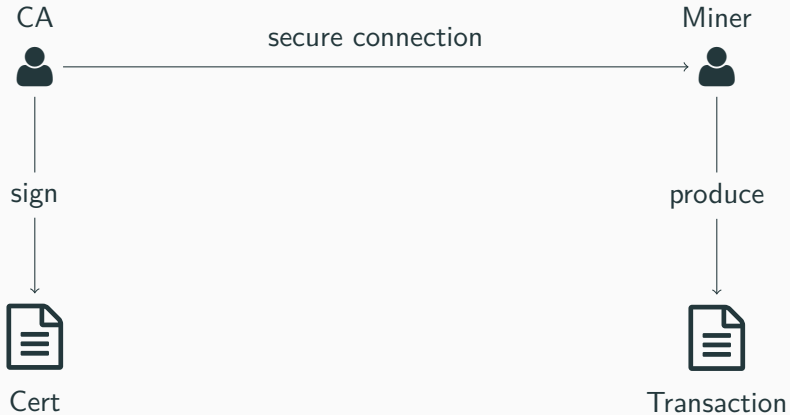 CA
Miner
secure connection
sign
produce
Cert
Transaction